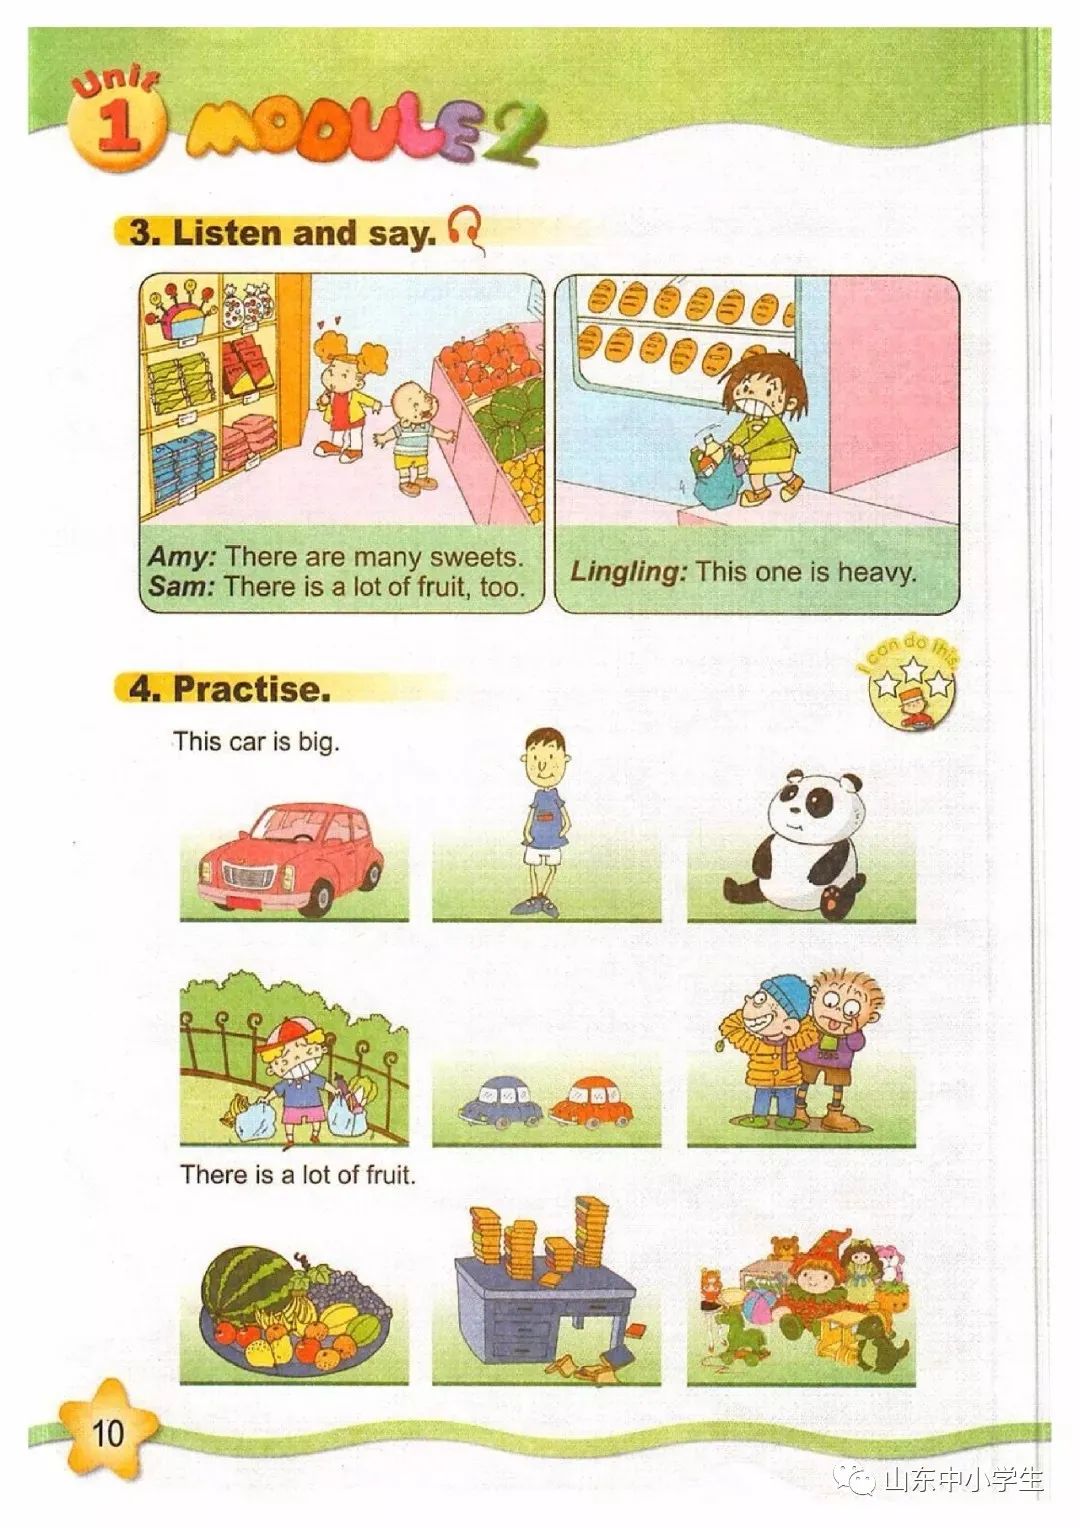 Unit
1
MODULE 2
3. Listen and say.
Amy: There are many sweets.
Sam: There is a lot of fruit, too.
Lingling: This one is heavy.
I can do this.
4. Practise.
This car is big.
There is a lot of fruit.
10
山东中小学生